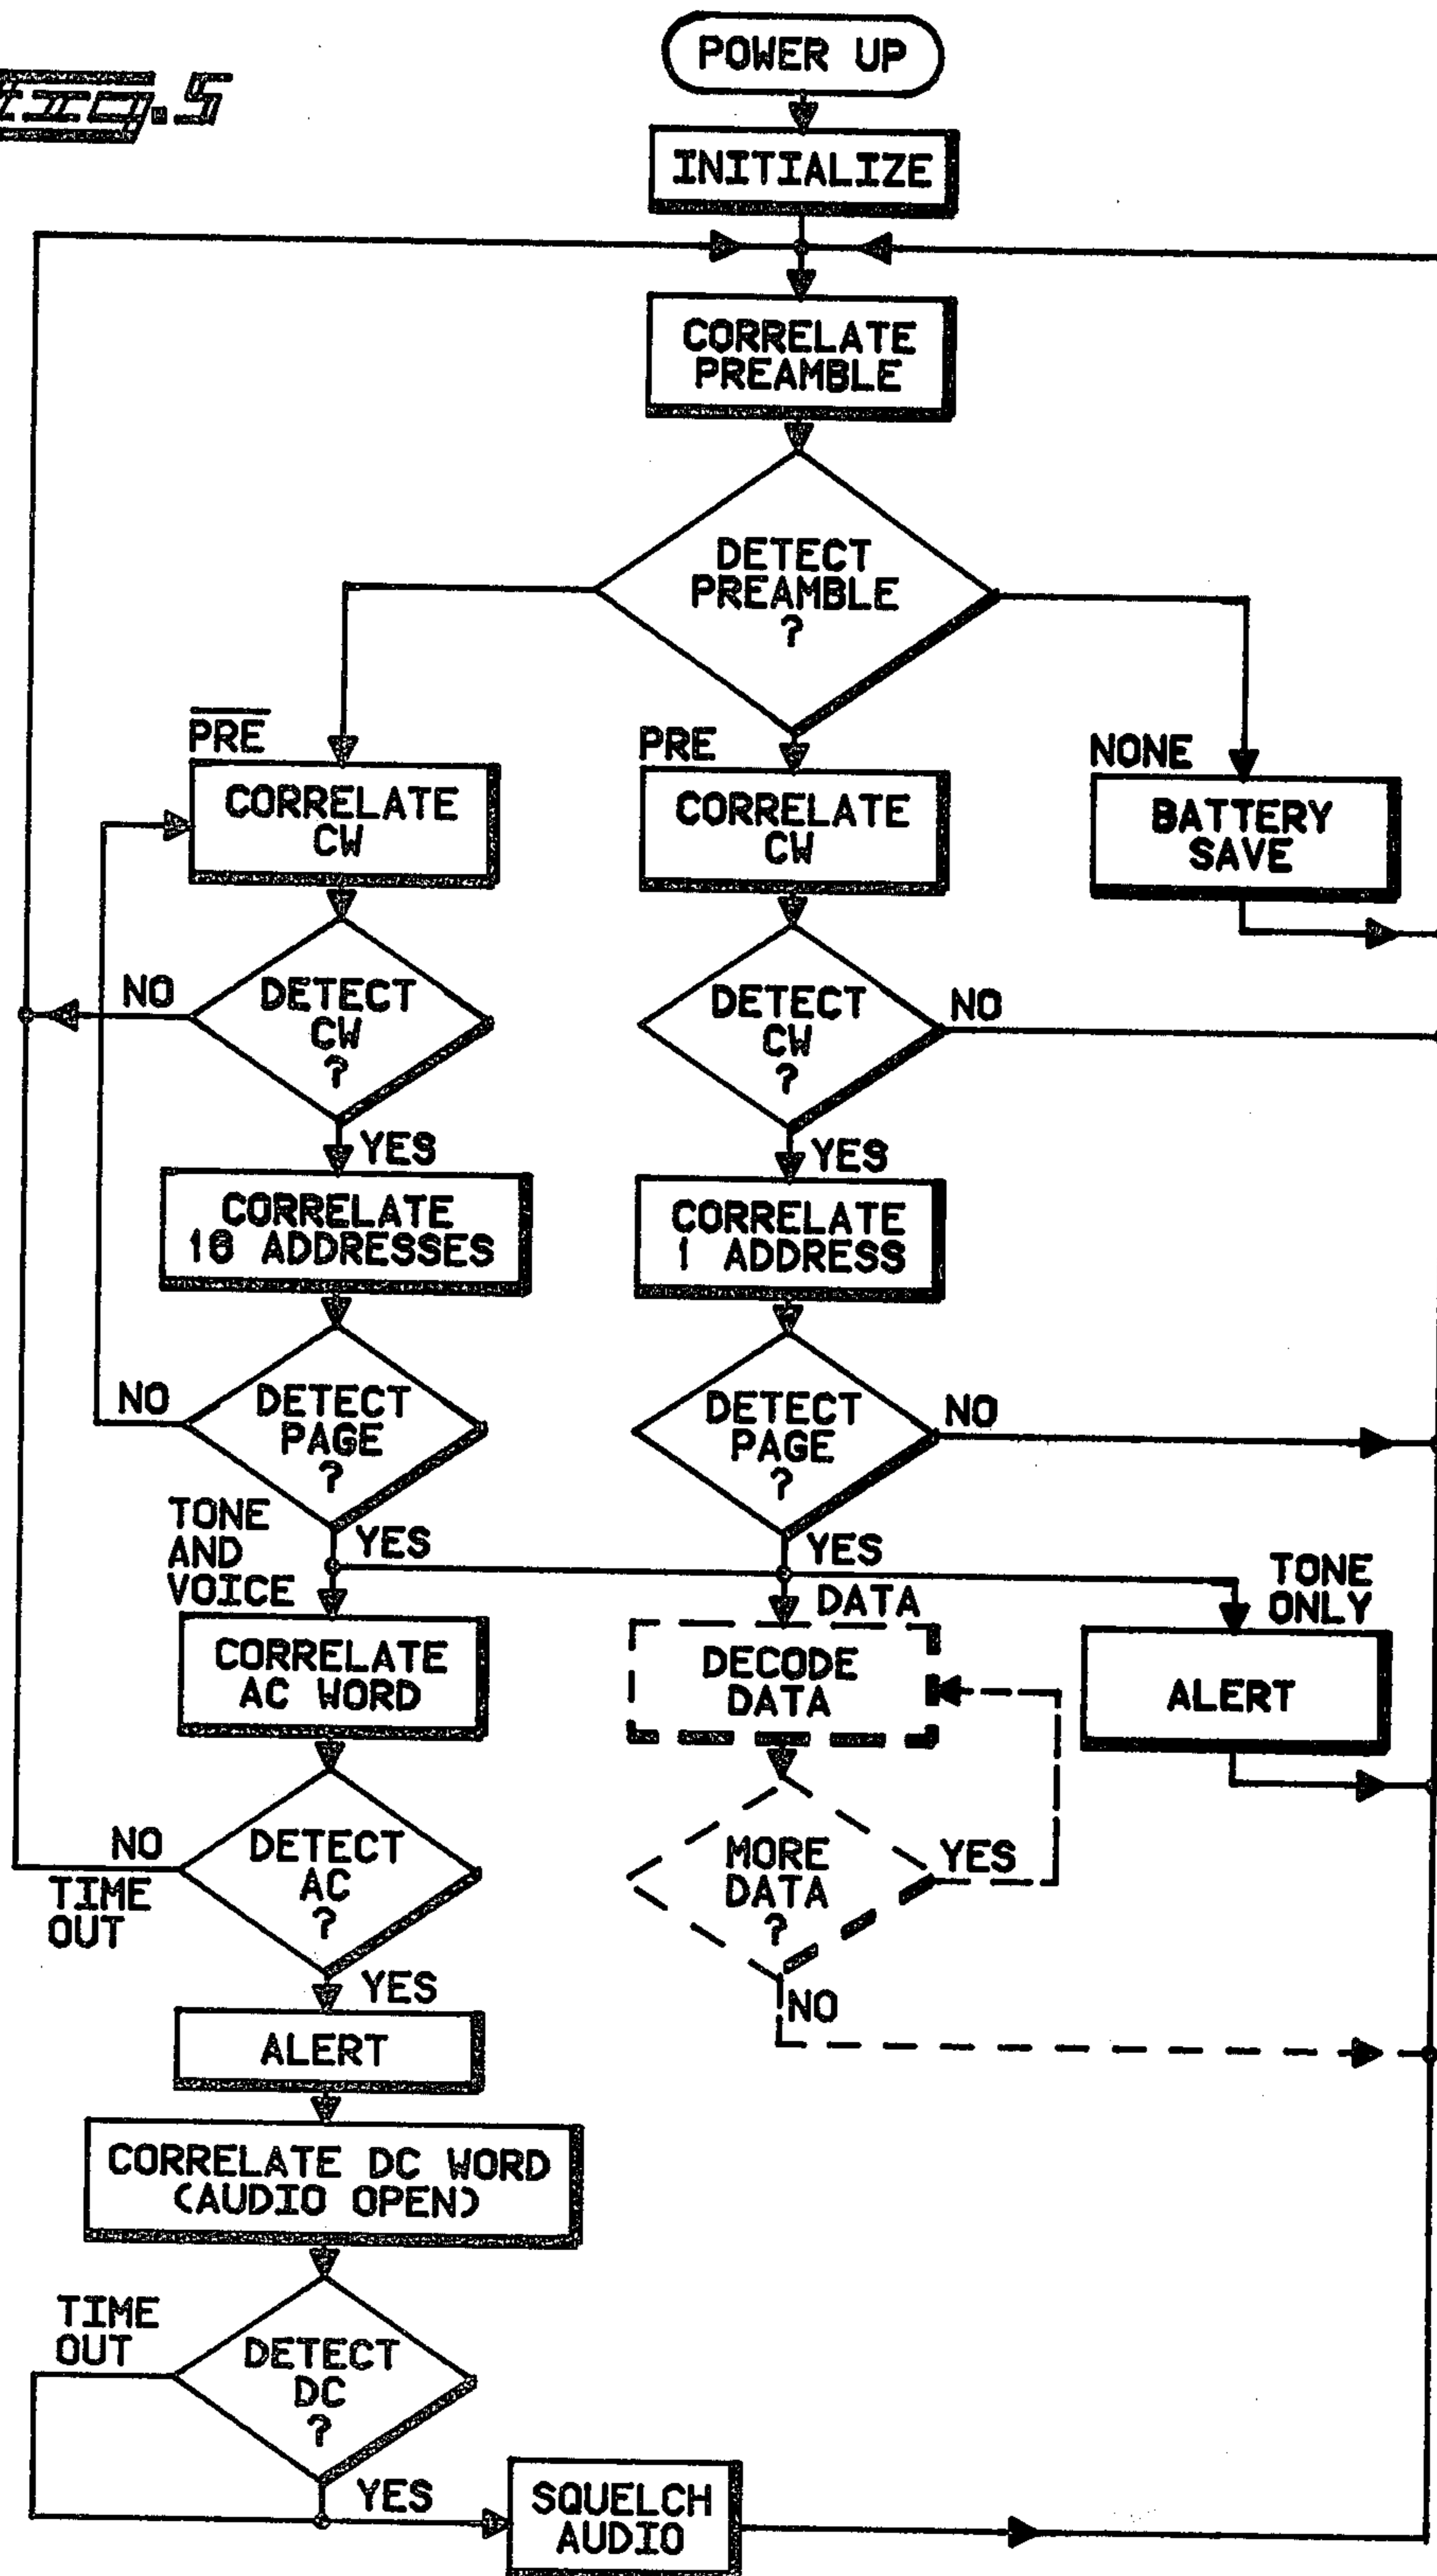 Fig.5
POWER UP
INITIALIZE
CORRELATE
PREAMBLE
DETECT
PREAMBLE
?
P̅R̅E̅
CORRELATE
CW
PRE
CORRELATE
CW
NONE
BATTERY
SAVE
NO
DETECT
CW
?
YES
DETECT
CW
?
NO
YES
CORRELATE
16 ADDRESSES
CORRELATE
1 ADDRESS
NO
DETECT
PAGE
?
YES
DETECT
PAGE
?
NO
YES
TONE
AND
VOICE
DATA
TONE
ONLY
CORRELATE
AC WORD
DECODE
DATA
ALERT
NO
TIME
OUT
DETECT
AC
?
YES
MORE
DATA
?
YES
NO
ALERT
CORRELATE DC WORD
(AUDIO OPEN)
TIME
OUT
DETECT
DC
?
YES
SQUELCH
AUDIO